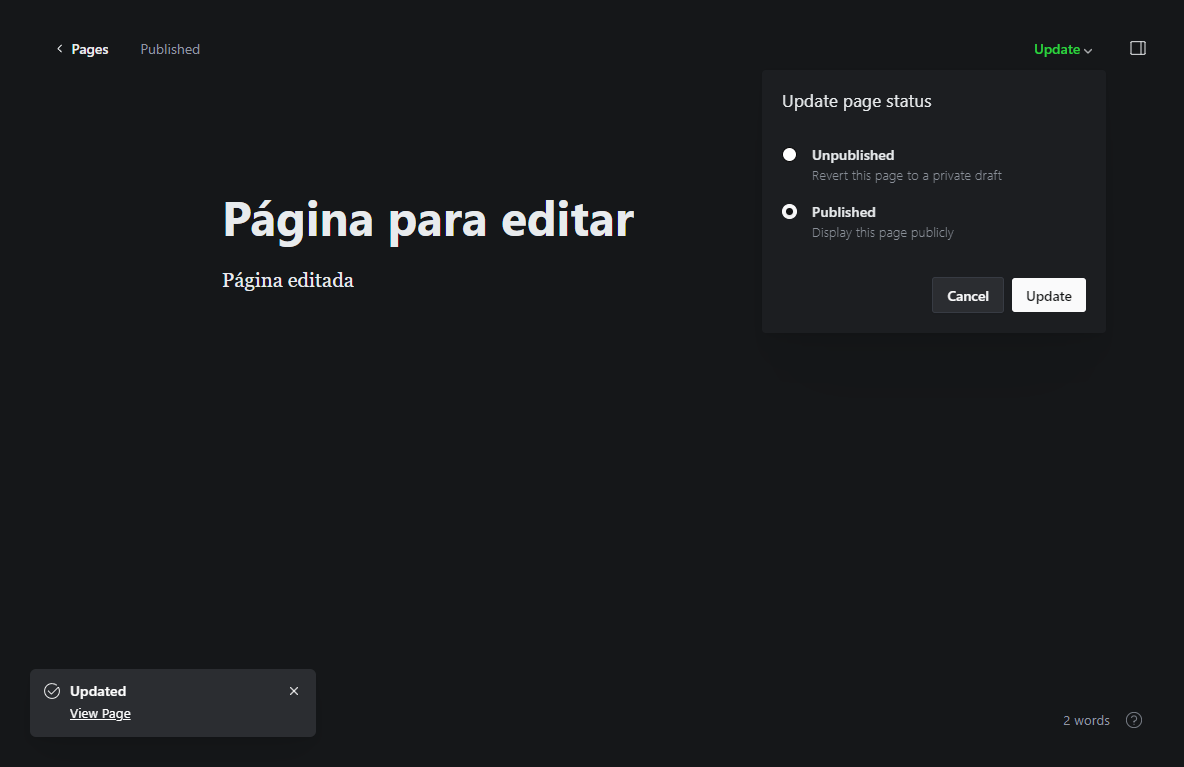 Pages
Published
Update
Update page status
Unpublished
Revert this page to a private draft
Published
Display this page publicly
Cancel
Update
Página para editar
Página editada
Updated
View Page
2 words
?